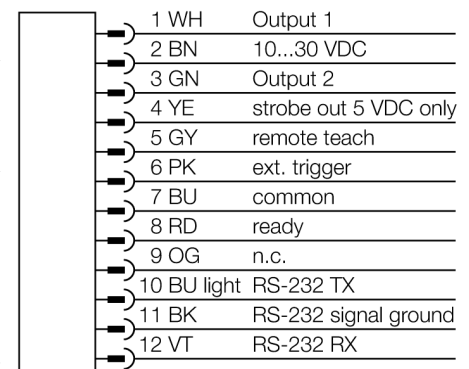 1 WH Output 1
2 BN 10...30 VDC
3 GN Output 2
4 YE strobe out 5 VDC only
5 GY remote teach
6 PK ext. trigger
7 BU common
8 RD ready
9 OG n.c.
10 BU light RS-232 TX
11 BK RS-232 signal ground
12 VT RS-232 RX